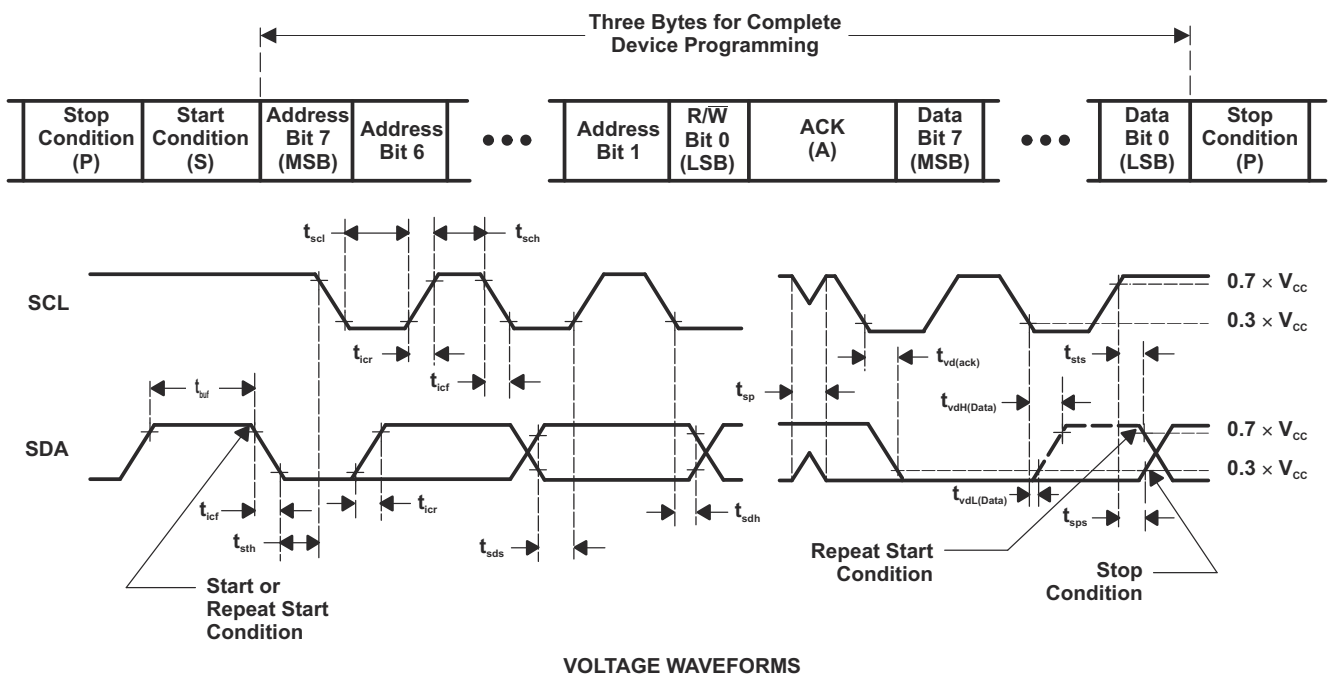 Three Bytes for Complete
Device Programming
Stop
Condition
(P)
Start
Condition
(S)
Address
Bit 7
(MSB)
Address
Bit 6
•••
Address
Bit 1
R/W̅
Bit 0
(LSB)
ACK
(A)
Data
Bit 7
(MSB)
•••
Data
Bit 0
(LSB)
Stop
Condition
(P)
tscl
tsch
SCL
0.7 × VCC
0.3 × VCC
ticr
ticf
tvd(ack)
tsts
tbuf
tsp
tvdH(Data)
SDA
0.7 × VCC
0.3 × VCC
ticf
ticr
tsth
tsds
tsdh
tvdL(Data)
tsps
Start or
Repeat Start
Condition
Repeat Start
Condition
Stop
Condition
VOLTAGE WAVEFORMS